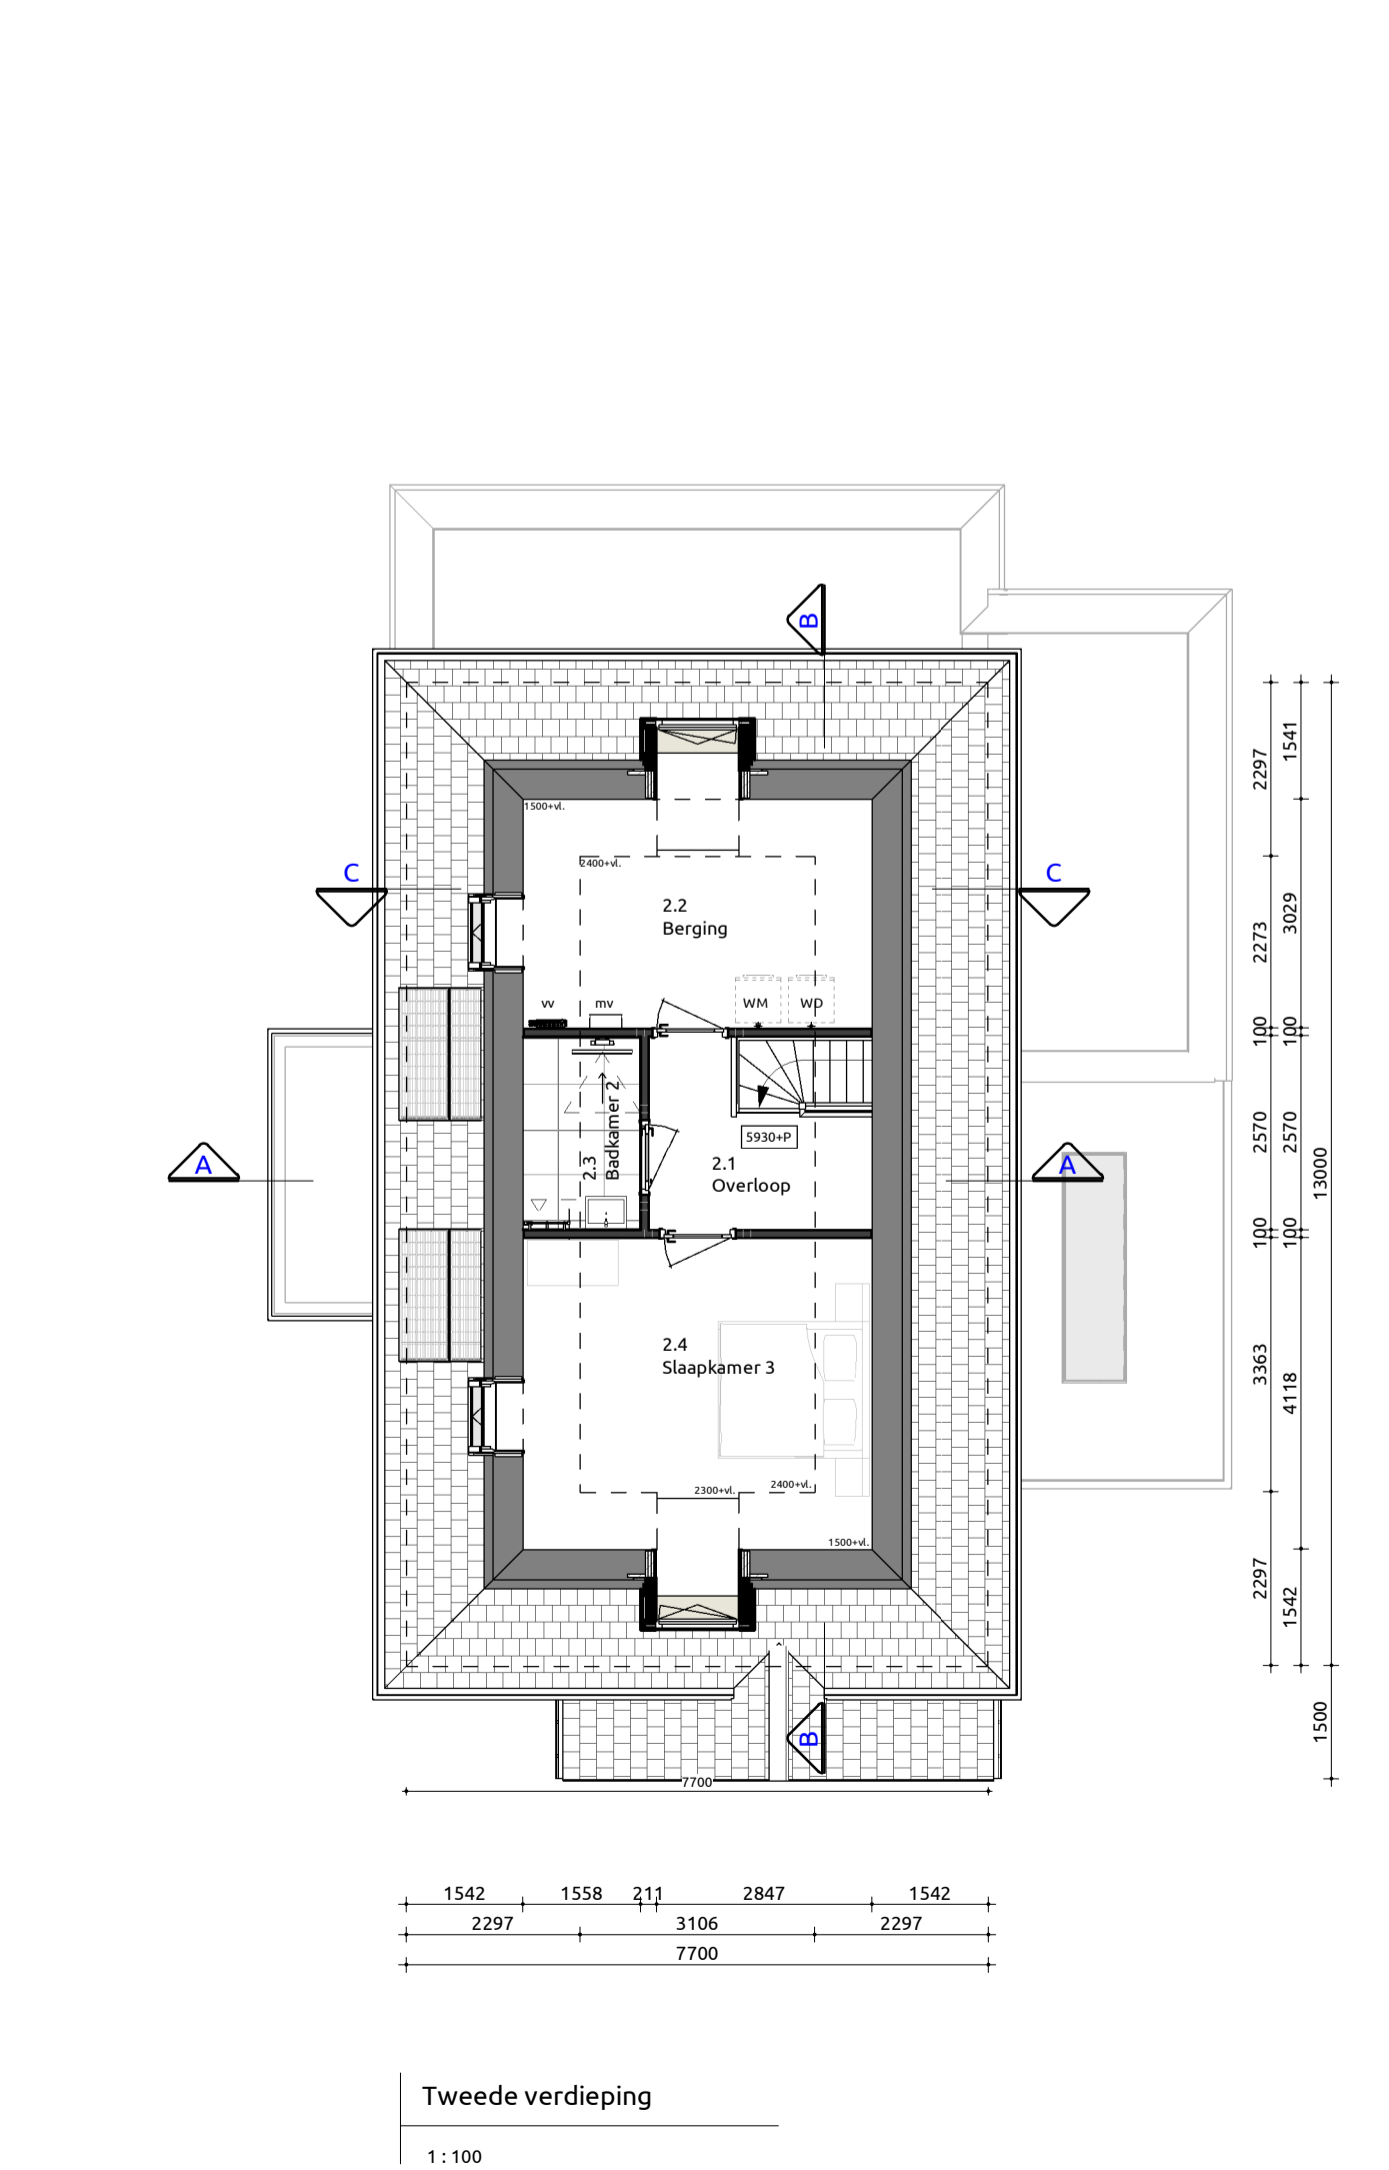 B
1541
2297
1500+vl.
2400+vl.
C
C
2.2
Berging
3029
2273
vv
mv
WM
WD
100
100
2.3
Badkamer 2
5930+P
2.1
Overloop
A
A
2570
2570
13000
100
100
2.4
Slaapkamer 3
3363
4118
2300+vl.
2400+vl.
1500+vl.
2297
1542
B
1500
7700
1542
1558
211
2847
1542
2297
3106
2297
7700
Tweede verdieping
1 : 100